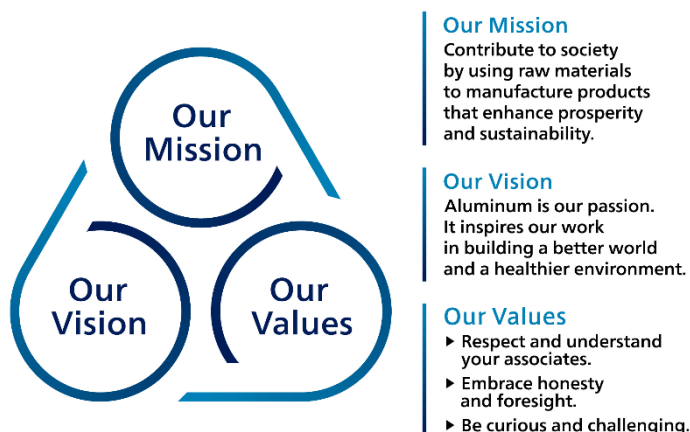 Our
Mission
Our
Vision
Our
Values
Our Mission
Contribute to society
by using raw materials
to manufacture products
that enhance prosperity
and sustainability.
Our Vision
Aluminum is our passion.
It inspires our work
in building a better world
and a healthier environment.
Our Values
▶ Respect and understand
your associates.
▶ Embrace honesty
and foresight.
▶ Be curious and challenging.